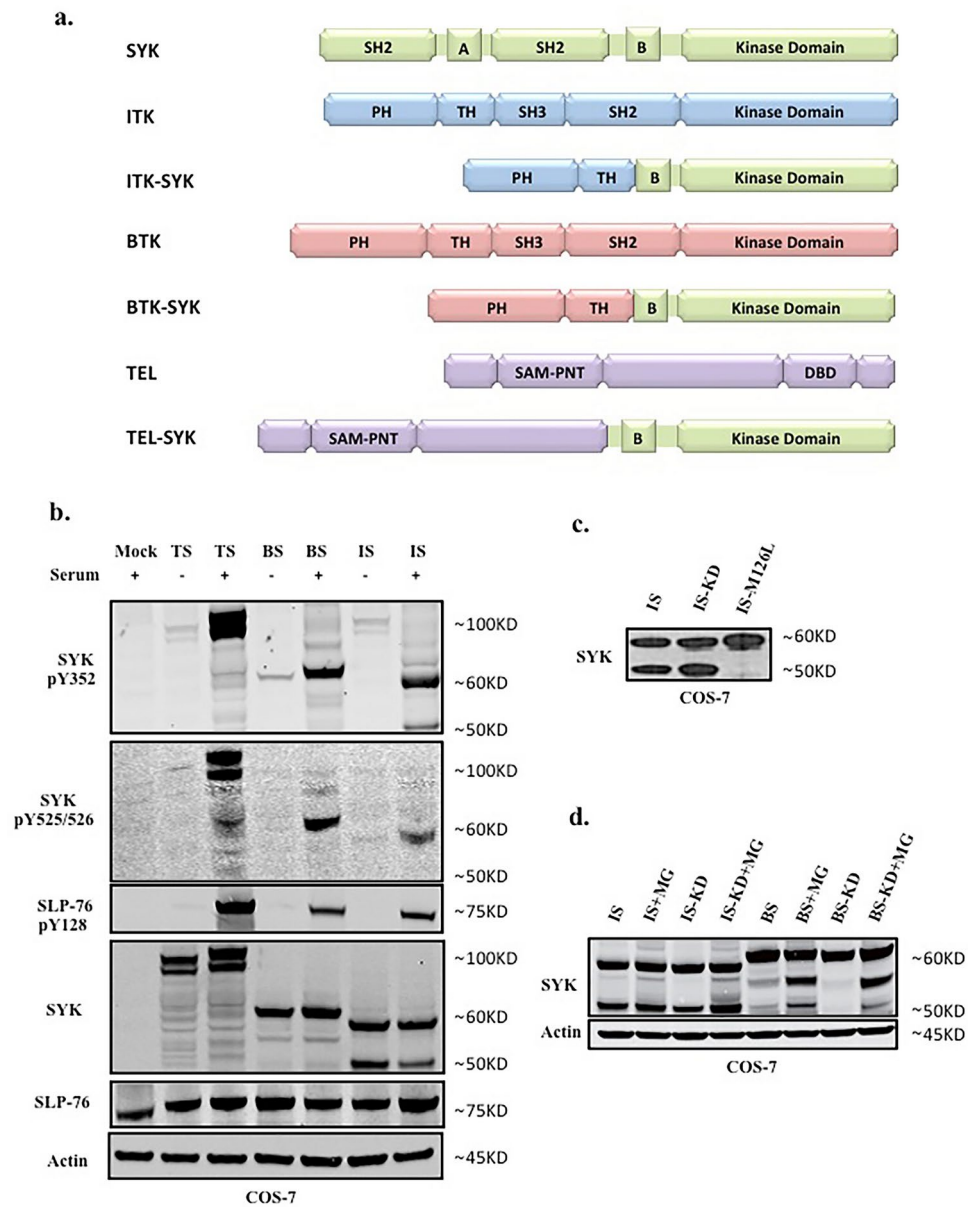 a.
SYK SH2 A SH2 B Kinase Domain
ITK PH TH SH3 SH2 Kinase Domain
ITK-SYK PH TH B Kinase Domain
BTK PH TH SH3 SH2 Kinase Domain
BTK-SYK PH TH B Kinase Domain
TEL SAM-PNT DBD
TEL-SYK SAM-PNT B Kinase Domain
b.
Mock TS TS BS BS IS IS
Serum + - + - + - +
SYK
pY352
~100KD
~60KD
~50KD
SYK
pY525/526
~100KD
~60KD
~50KD
SLP-76
pY128
~75KD
SYK
~100KD
~60KD
~50KD
SLP-76 ~75KD
Actin ~45KD
COS-7
c.
IS IS-KD IS-M126L
SYK
~60KD
~50KD
COS-7
d.
IS IS+MG IS-KD IS-KD+MG BS BS+MG BS-KD BS-KD+MG
SYK
~60KD
~50KD
Actin ~45KD
COS-7